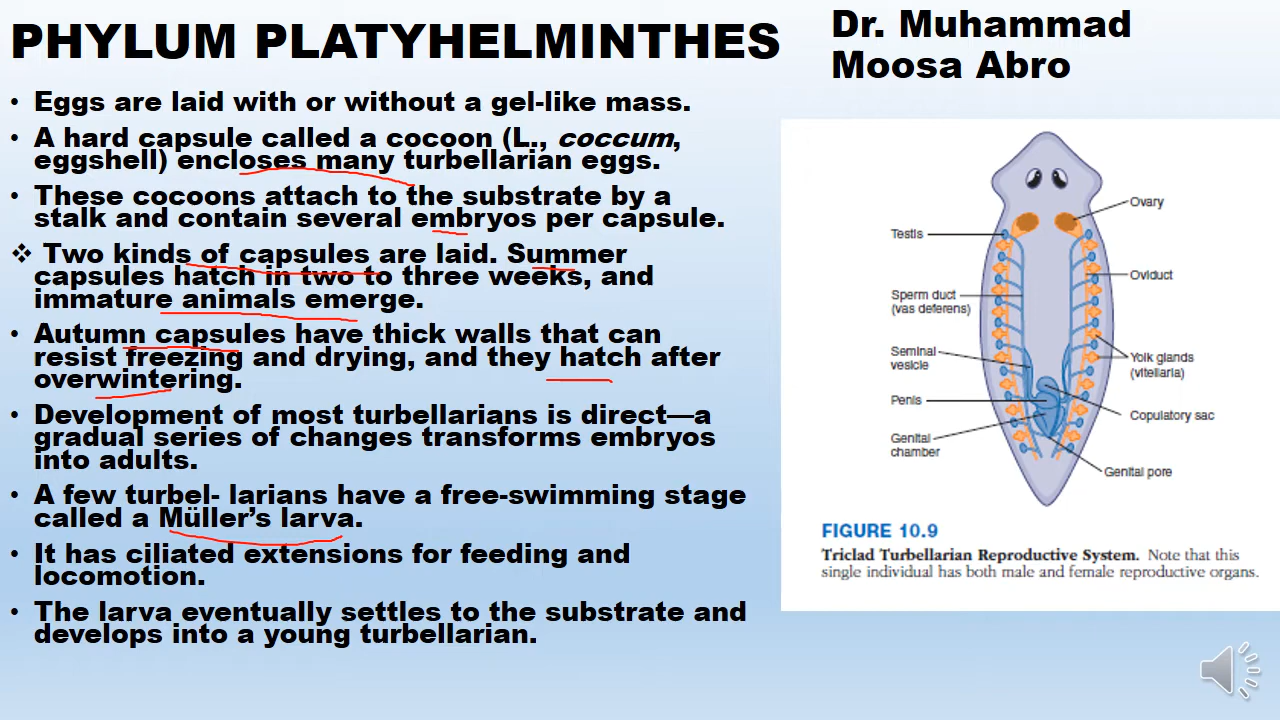 PHYLUM PLATYHELMINTHES
Dr. Muhammad
Moosa Abro
• Eggs are laid with or without a gel-like mass.
• A hard capsule called a cocoon (L., coccum,
eggshell) encloses many turbellarian eggs.
• These cocoons attach to the substrate by a
stalk and contain several embryos per capsule.
❖ Two kinds of capsules are laid. Summer
capsules hatch in two to three weeks, and
immature animals emerge.
• Autumn capsules have thick walls that can
resist freezing and drying, and they hatch after
overwintering.
• Development of most turbellarians is direct—a
gradual series of changes transforms embryos
into adults.
• A few turbel- larians have a free-swimming stage
called a Müller’s larva.
• It has ciliated extensions for feeding and
locomotion.
• The larva eventually settles to the substrate and
develops into a young turbellarian.
Testis
Sperm duct
(vas deferens)
Seminal
vesicle
Penis
Genital
chamber
Ovary
Oviduct
Yolk glands
(vitellaria)
Copulatory sac
Genital pore
FIGURE 10.9
Triclad Turbellarian Reproductive System. Note that this
single individual has both male and female reproductive organs.